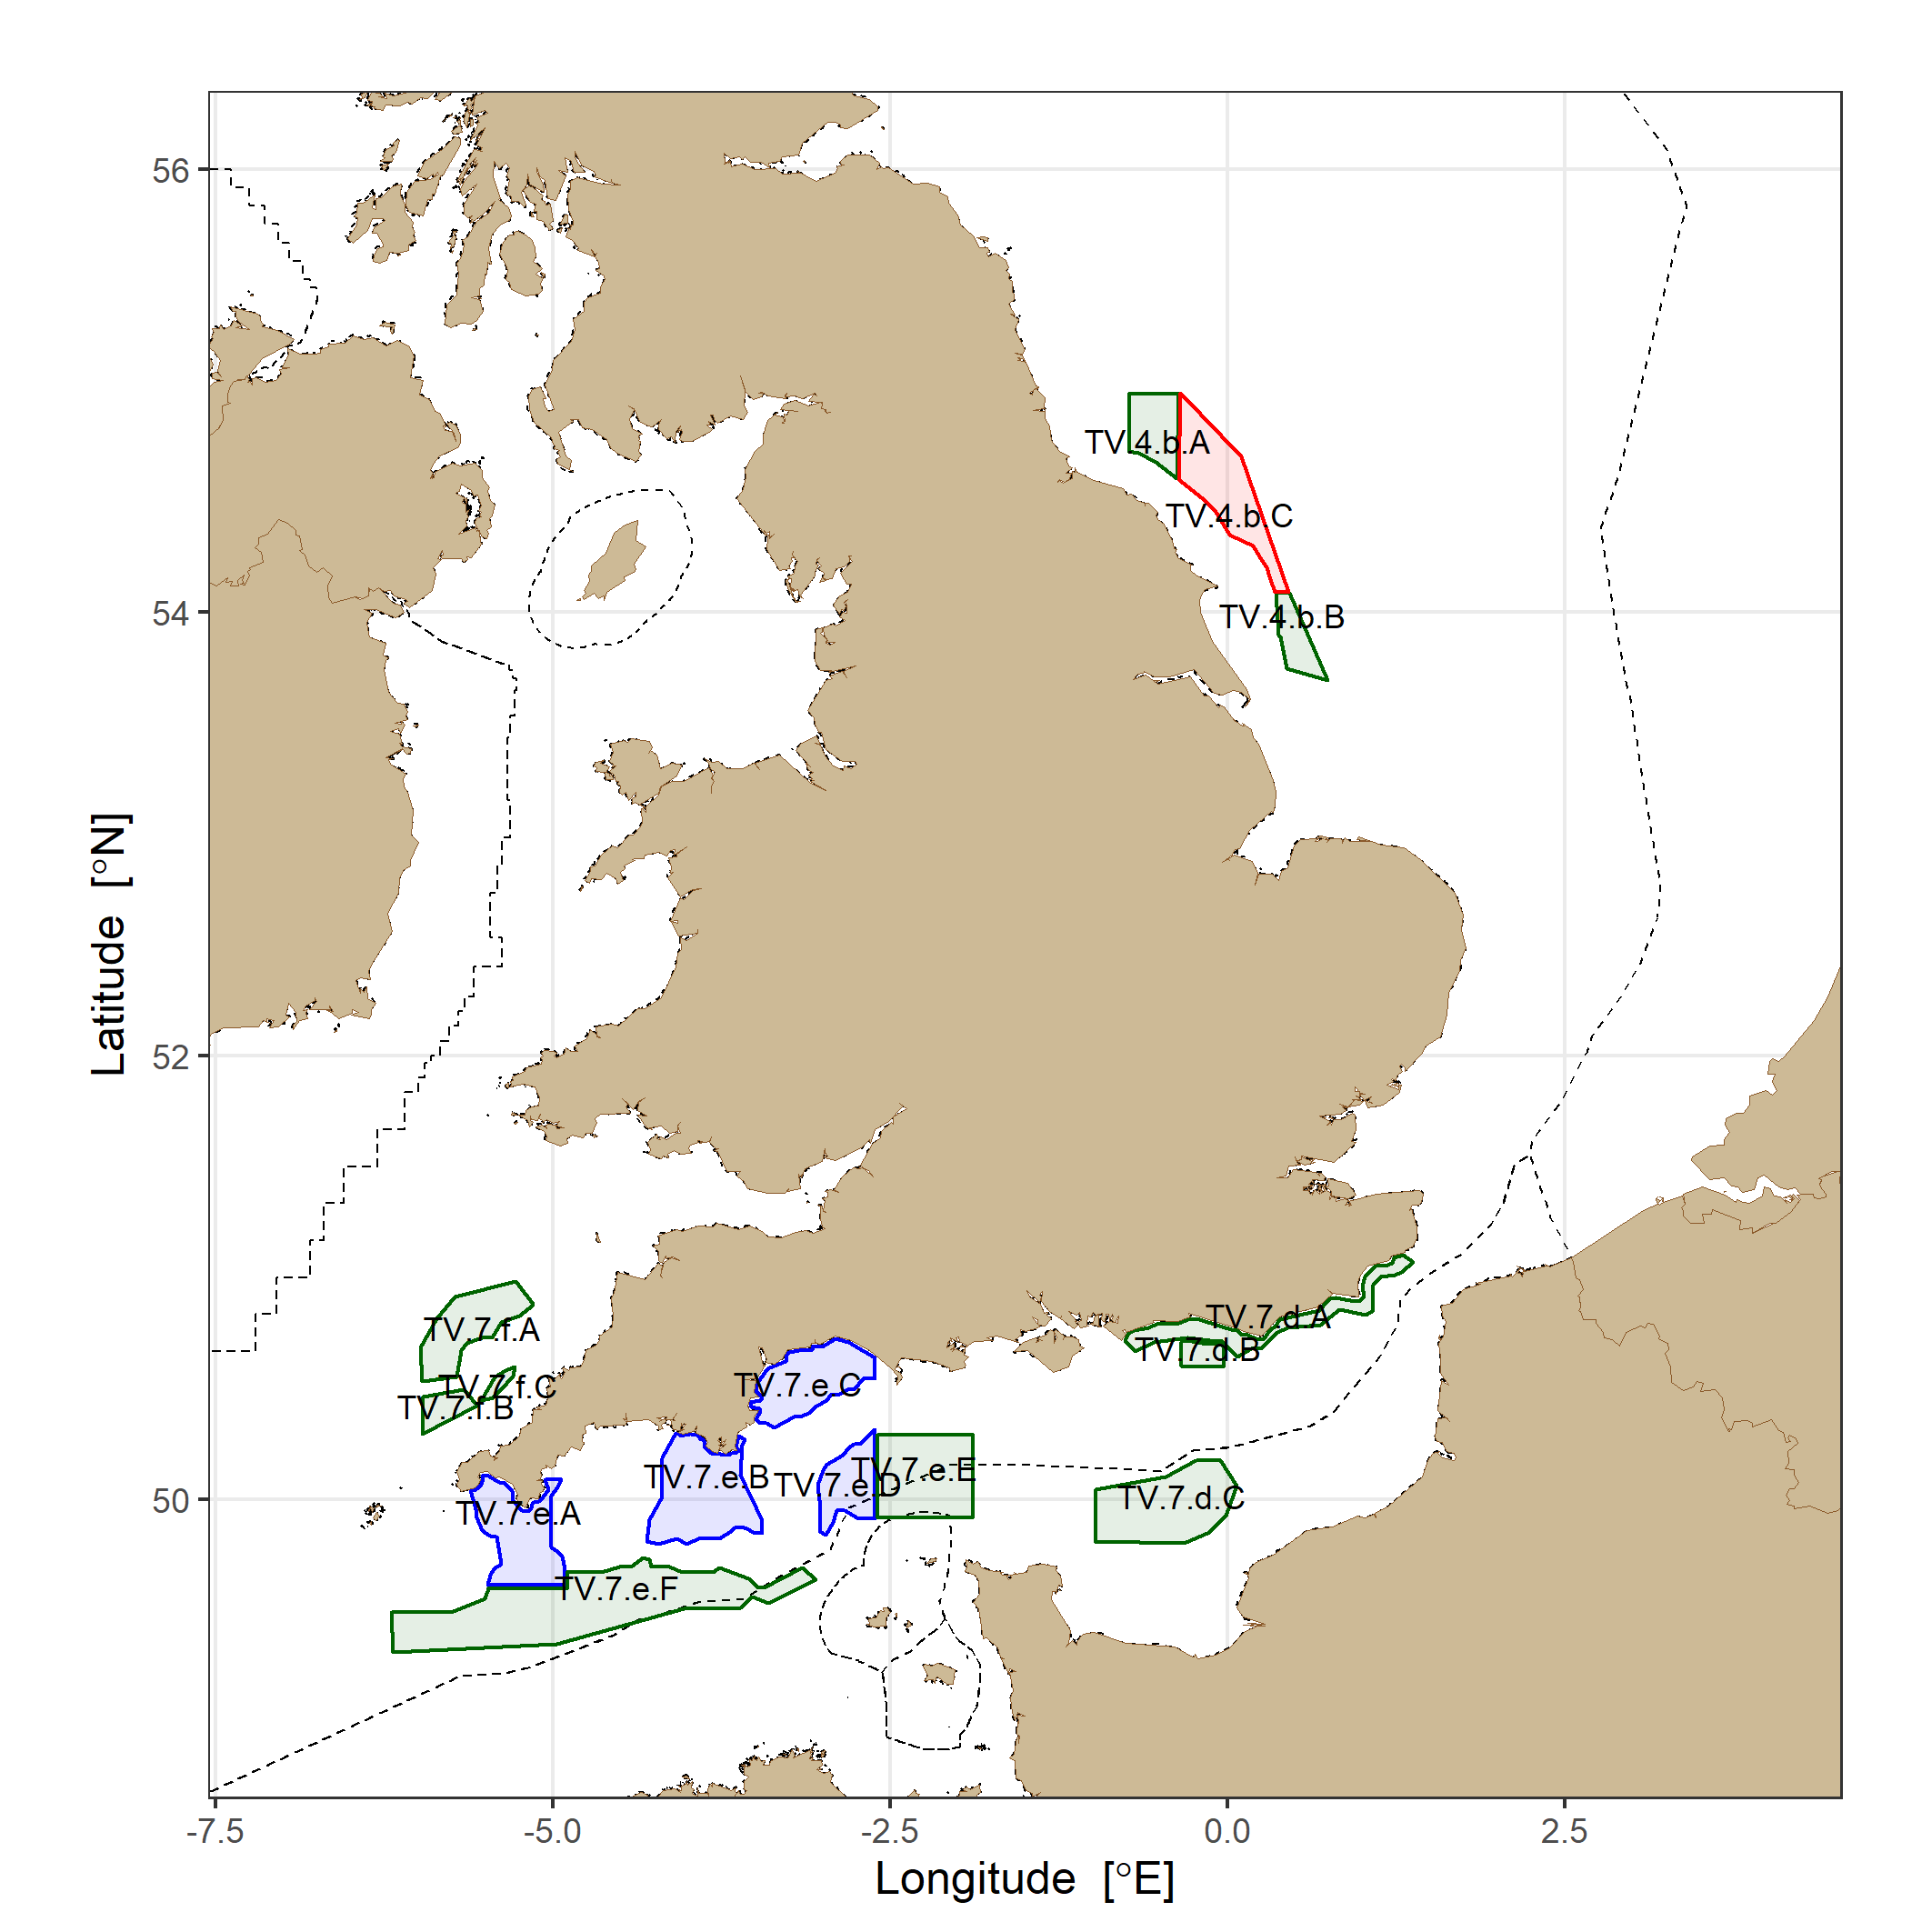 56
54
52
50
Latitude [°N]
TV.4.b.A
TV.4.b.C
TV.4.b.B
TV.7.d.A
TV.7.f.A
TV.7.d.B
TV.7.f.C
TV.7.e.C
TV.7.f.B
TV.7.e.E
TV.7.e.B
TV.7.e.D
TV.7.d.C
TV.7.e.A
TV.7.e.F
-7.5
-5.0
-2.5
0.0
2.5
Longitude [°E]